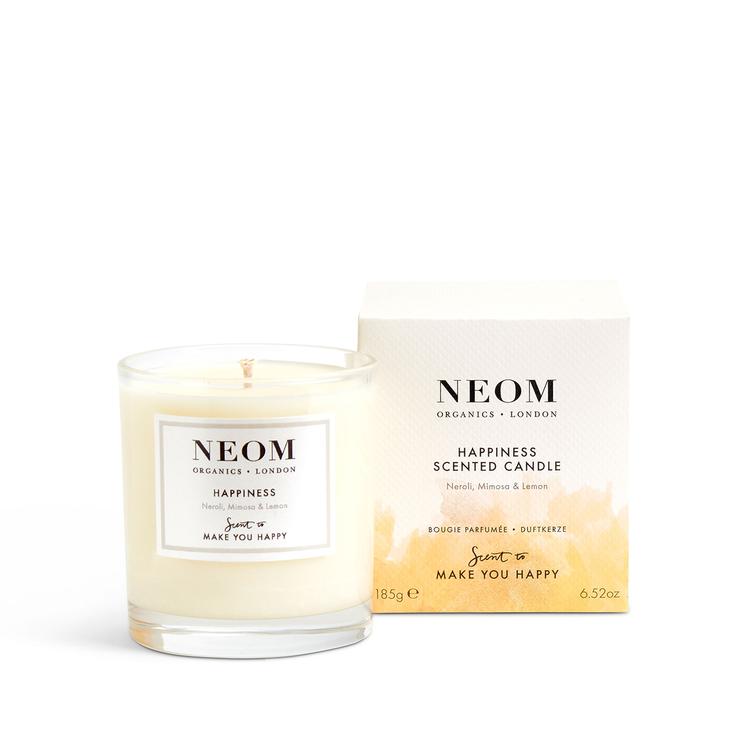 NEOM
ORGANICS • LONDON
HAPPINESS
Neroli, Mimosa & Lemon
Scent to
MAKE YOU HAPPY
NEOM
ORGANICS • LONDON
HAPPINESS
SCENTED CANDLE
Neroli, Mimosa & Lemon
BOUGIE PARFUMÉE • DUFTKERZE
Scent to
MAKE YOU HAPPY
185g ℮ 6.52oz